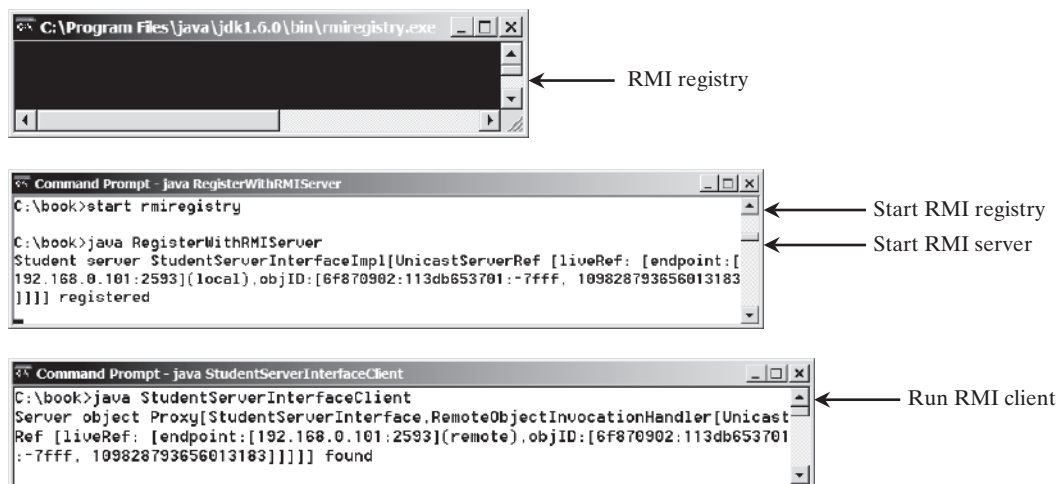 C:\Program Files\java\jdk1.6.0\bin\rmiregistry.exe
RMI registry
Command Prompt - java RegisterWithRMIServer
C:\book>start rmiregistry
Start RMI registry
C:\book>java RegisterWithRMIServer
Start RMI server
Student server StudentServerInterfaceImpl[UnicastServerRef [liveRef: [endpoint:[
192.168.0.101:2593](local),objID:[6f870902:113db653701:-7fff, 109828793656013183
]]]] registered
Command Prompt - java StudentServerInterfaceClient
C:\book>java StudentServerInterfaceClient
Run RMI client
Server object Proxy[StudentServerInterface,RemoteObjectInvocationHandler[Unicast
Ref [liveRef: [endpoint:[192.168.0.101:2593](remote),objID:[6f870902:113db653701
:-7fff, 109828793656013183]]]]] found